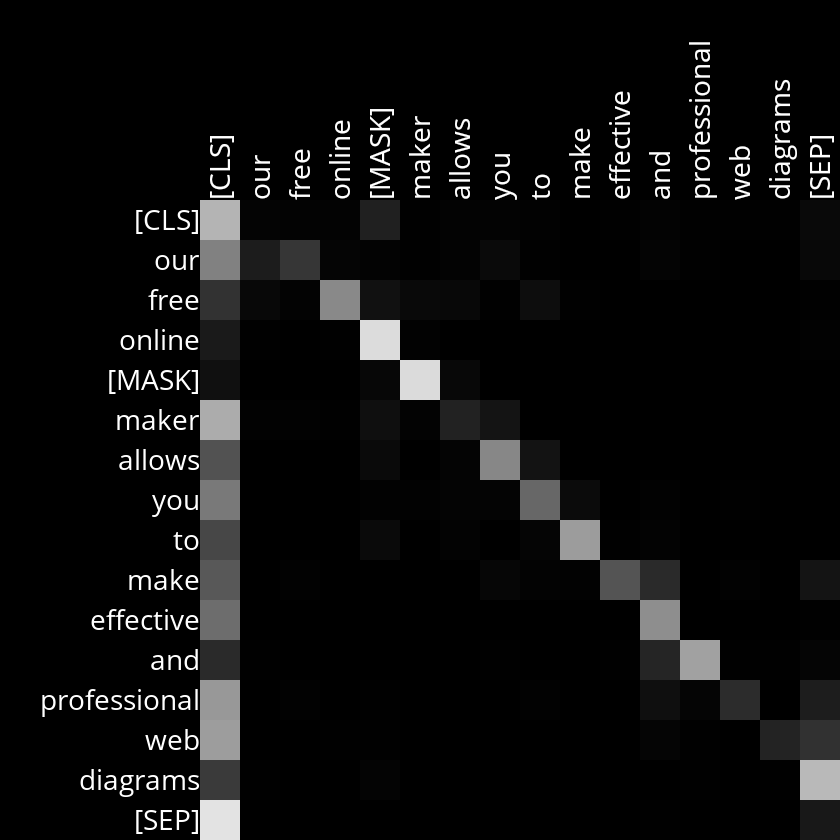 [CLS] our free online [MASK] maker allows you to make effective and professional web diagrams [SEP]
[CLS]
our
free
online
[MASK]
maker
allows
you
to
make
effective
and
professional
web
diagrams
[SEP]